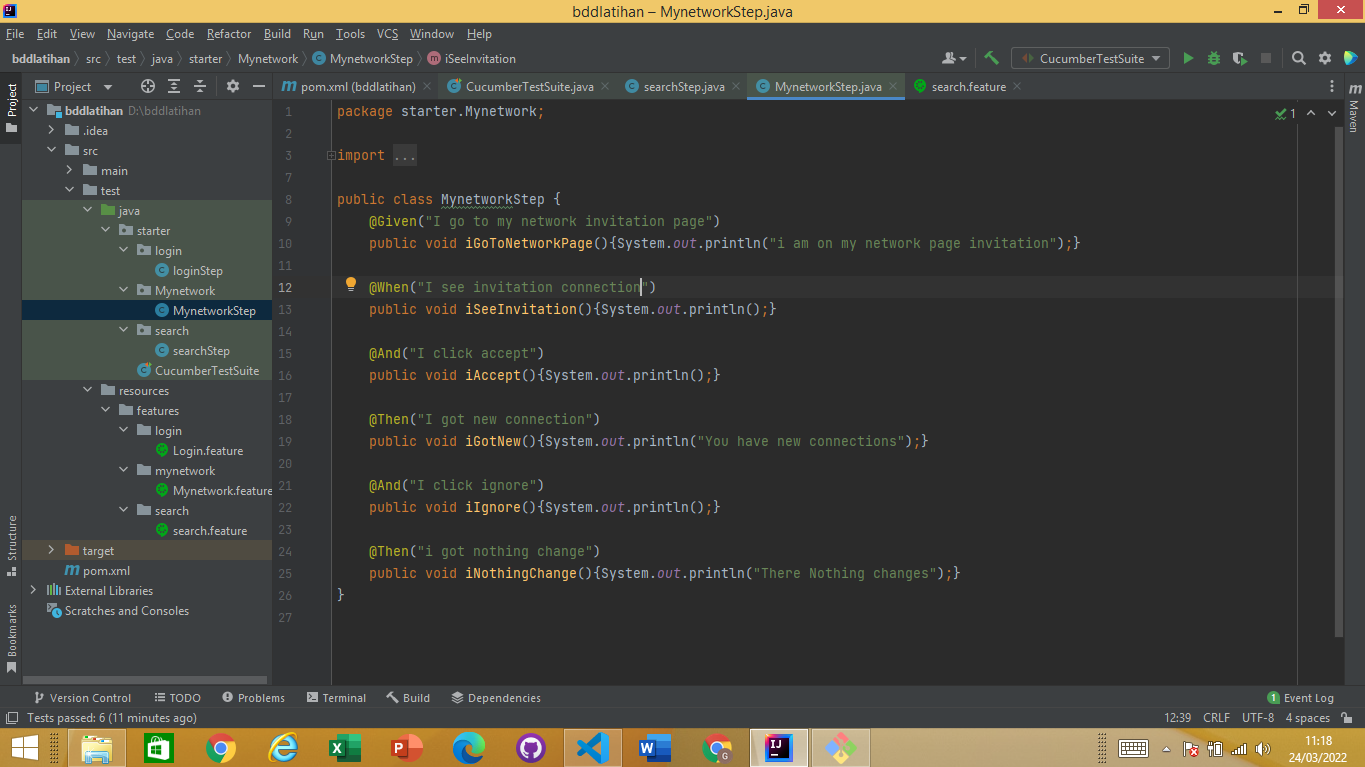 bddlatihan – MynetworkStep.java
File Edit View Navigate Code Refactor Build Run Tools VCS Window Help
bddlatihan src test java starter Mynetwork MynetworkStep iSeeInvitation
CucumberTestSuite
Project
pom.xml (bddlatihan) CucumberTestSuite.java searchStep.java MynetworkStep.java search.feature
Project
Structure
Bookmarks
bddlatihan D:\bddlatihan
.idea
src
main
test
java
starter
login
loginStep
Mynetwork
MynetworkStep
search
searchStep
CucumberTestSuite
resources
features
login
Login.feature
mynetwork
Mynetwork.feature
search
search.feature
target
pom.xml
External Libraries
Scratches and Consoles
1 package starter.Mynetwork;
2
3 import ...
7
8 public class MynetworkStep {
9 @Given("I go to my network invitation page")
10 public void iGoToNetworkPage(){System.out.println("i am on my network page invitation");}
11
12 @When("I see invitation connection")
13 public void iSeeInvitation(){System.out.println();}
14
15 @And("I click accept")
16 public void iAccept(){System.out.println();}
17
18 @Then("I got new connection")
19 public void iGotNew(){System.out.println("You have new connections");}
20
21 @And("I click ignore")
22 public void iIgnore(){System.out.println();}
23
24 @Then("i got nothing change")
25 public void iNothingChange(){System.out.println("There Nothing changes");}
26 }
27
1
m
Maven
Version Control TODO Problems Terminal Build Dependencies
1 Event Log
Tests passed: 6 (11 minutes ago)
12:39 CRLF UTF-8 4 spaces
11:18
24/03/2022